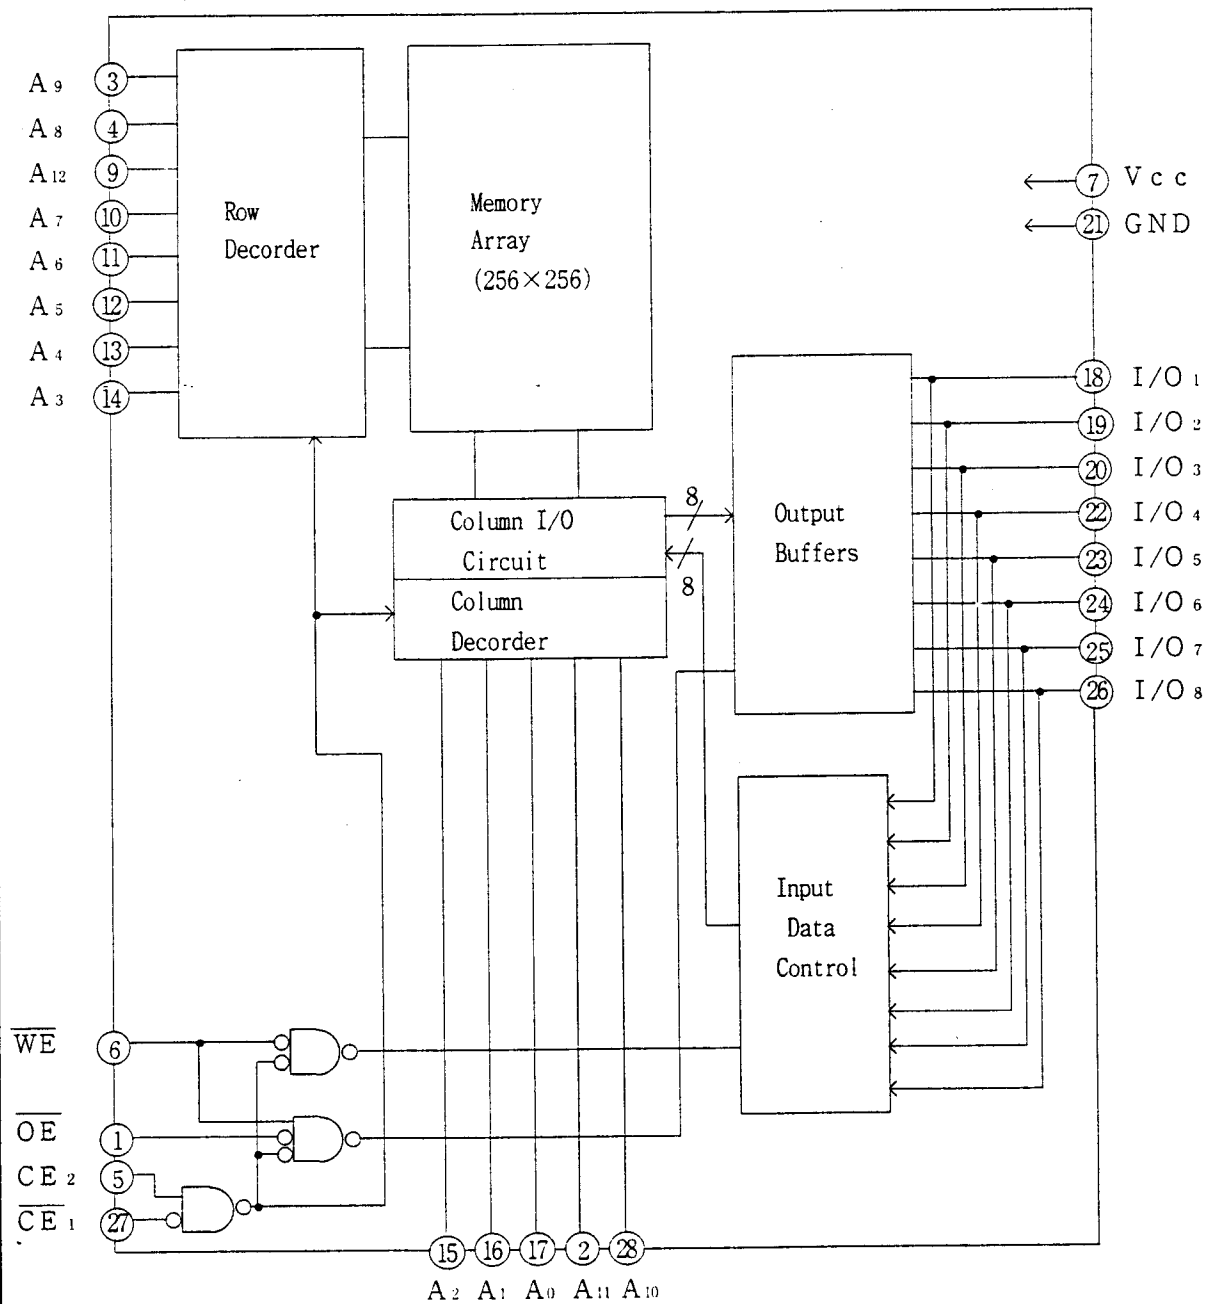 A9 3
A8 4
A12 9
A7 10
A6 11
A5 12
A4 13
A3 14
Row
Decorder
Memory
Array
(256×256)
7 Vcc
21 GND
18 I/O1
19 I/O2
20 I/O3
22 I/O4
23 I/O5
24 I/O6
25 I/O7
26 I/O8
Column I/O
Circuit
Column
Decorder
8
8
Output
Buffers
Input
Data
Control
W̅E̅ 6
O̅E̅ 1
CE2 5
C̅E̅1 27
15 16 17 2 28
A2 A1 A0 A11 A10